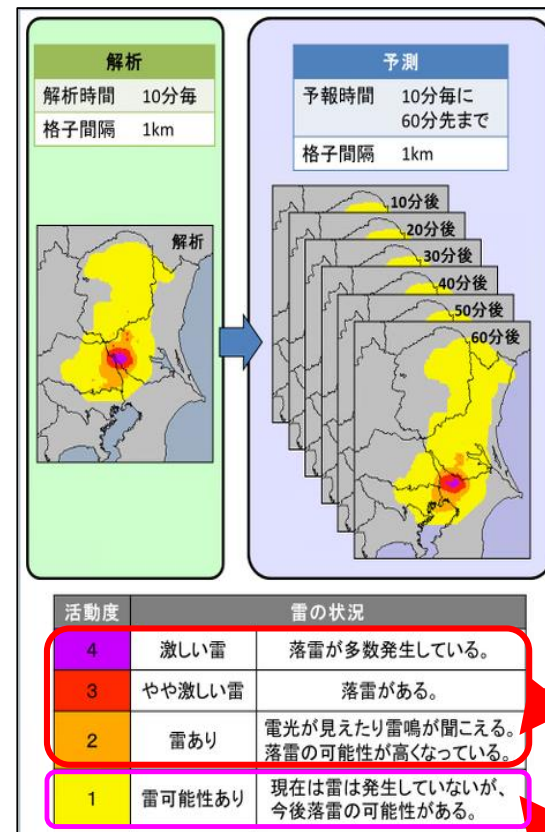 解析
解析時間 10分毎
格子間隔 1km
解析
予測
予報時間 10分毎に
60分先まで
格子間隔 1km
10分後
20分後
30分後
40分後
50分後
60分後
活動度 雷の状況
4 激しい雷 落雷が多数発生している。
3 やや激しい雷 落雷がある。
2 雷あり 電光が見えたり雷鳴が聞こえる。
落雷の可能性が高くなっている。
1 雷可能性あり 現在は雷は発生していないが、
今後落雷の可能性がある。